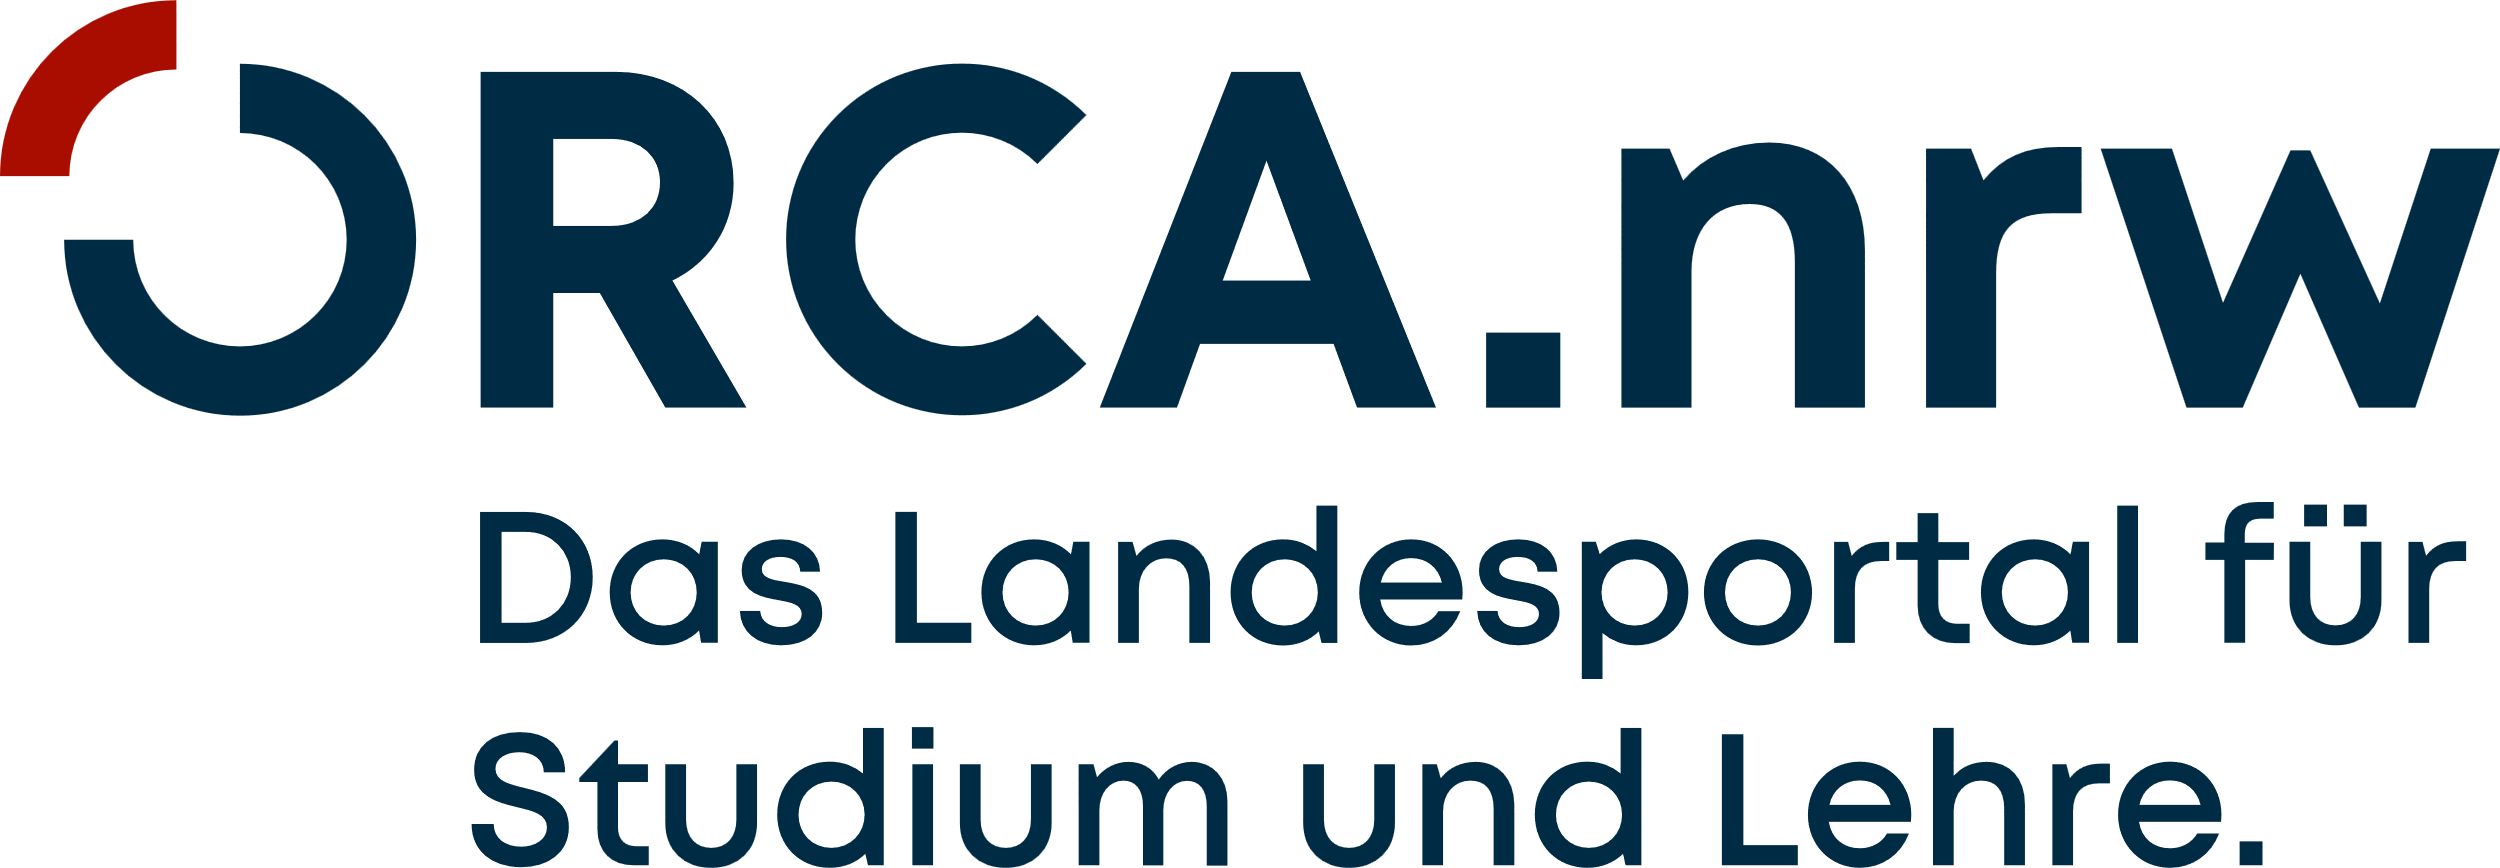 ORCA.nrw
Das Landesportal für
Studium und Lehre.